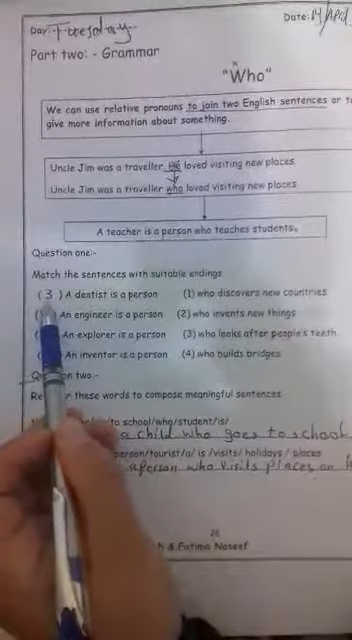 Day:- Tuesday
Date: 19/April
Part two: - Grammar
"Who"
We can use relative pronouns to join two English sentences or to
give more information about something.
Uncle Jim was a traveller He loved visiting new places
Uncle Jim was a traveller who loved visiting new places
A teacher is a person who teaches students.
Question one:-
Match the sentences with suitable endings
( 3 ) A dentist is a person (1) who discovers new countries
An engineer is a person (2) who invents new things
An explorer is a person (3) who looks after people's teeth
An inventor is a person (4) who builds bridges
two:-
these words to compose meaningful sentences
/to school/who/student/is/
a child who goes to school
person/tourist/a/ is /visits/ holidays / places
a person who visits places on
& Fatima Naseef